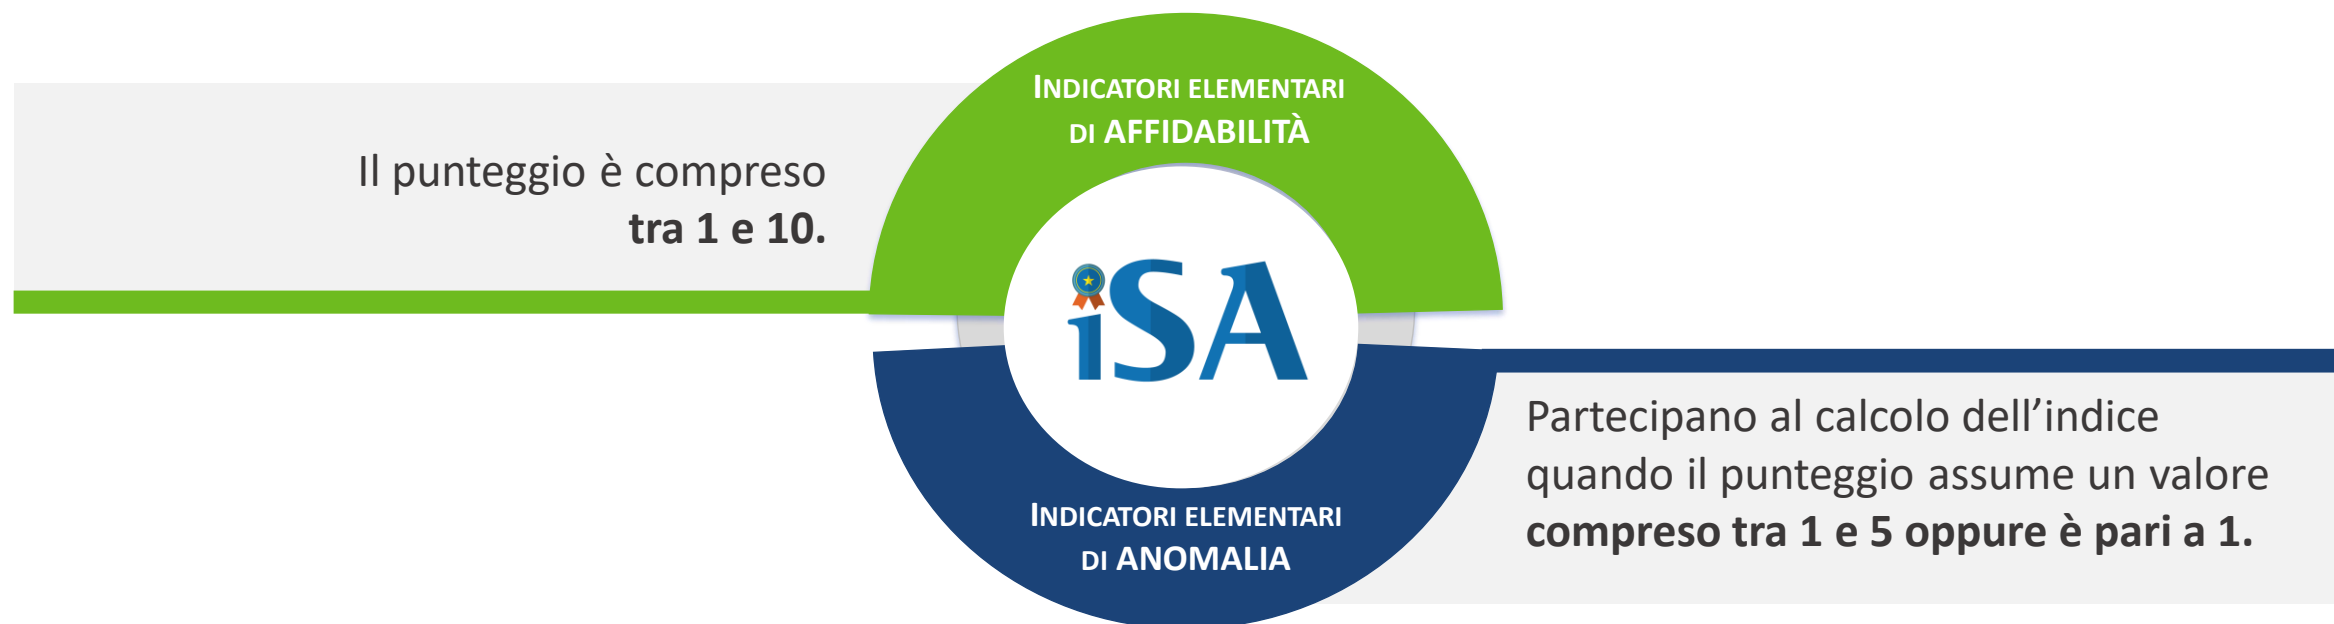 INDICATORI ELEMENTARI
DI AFFIDABILITÀ
Il punteggio è compreso
tra 1 e 10.
iSA
Partecipano al calcolo dell’indice
quando il punteggio assume un valore
compreso tra 1 e 5 oppure è pari a 1.
INDICATORI ELEMENTARI
DI ANOMALIA